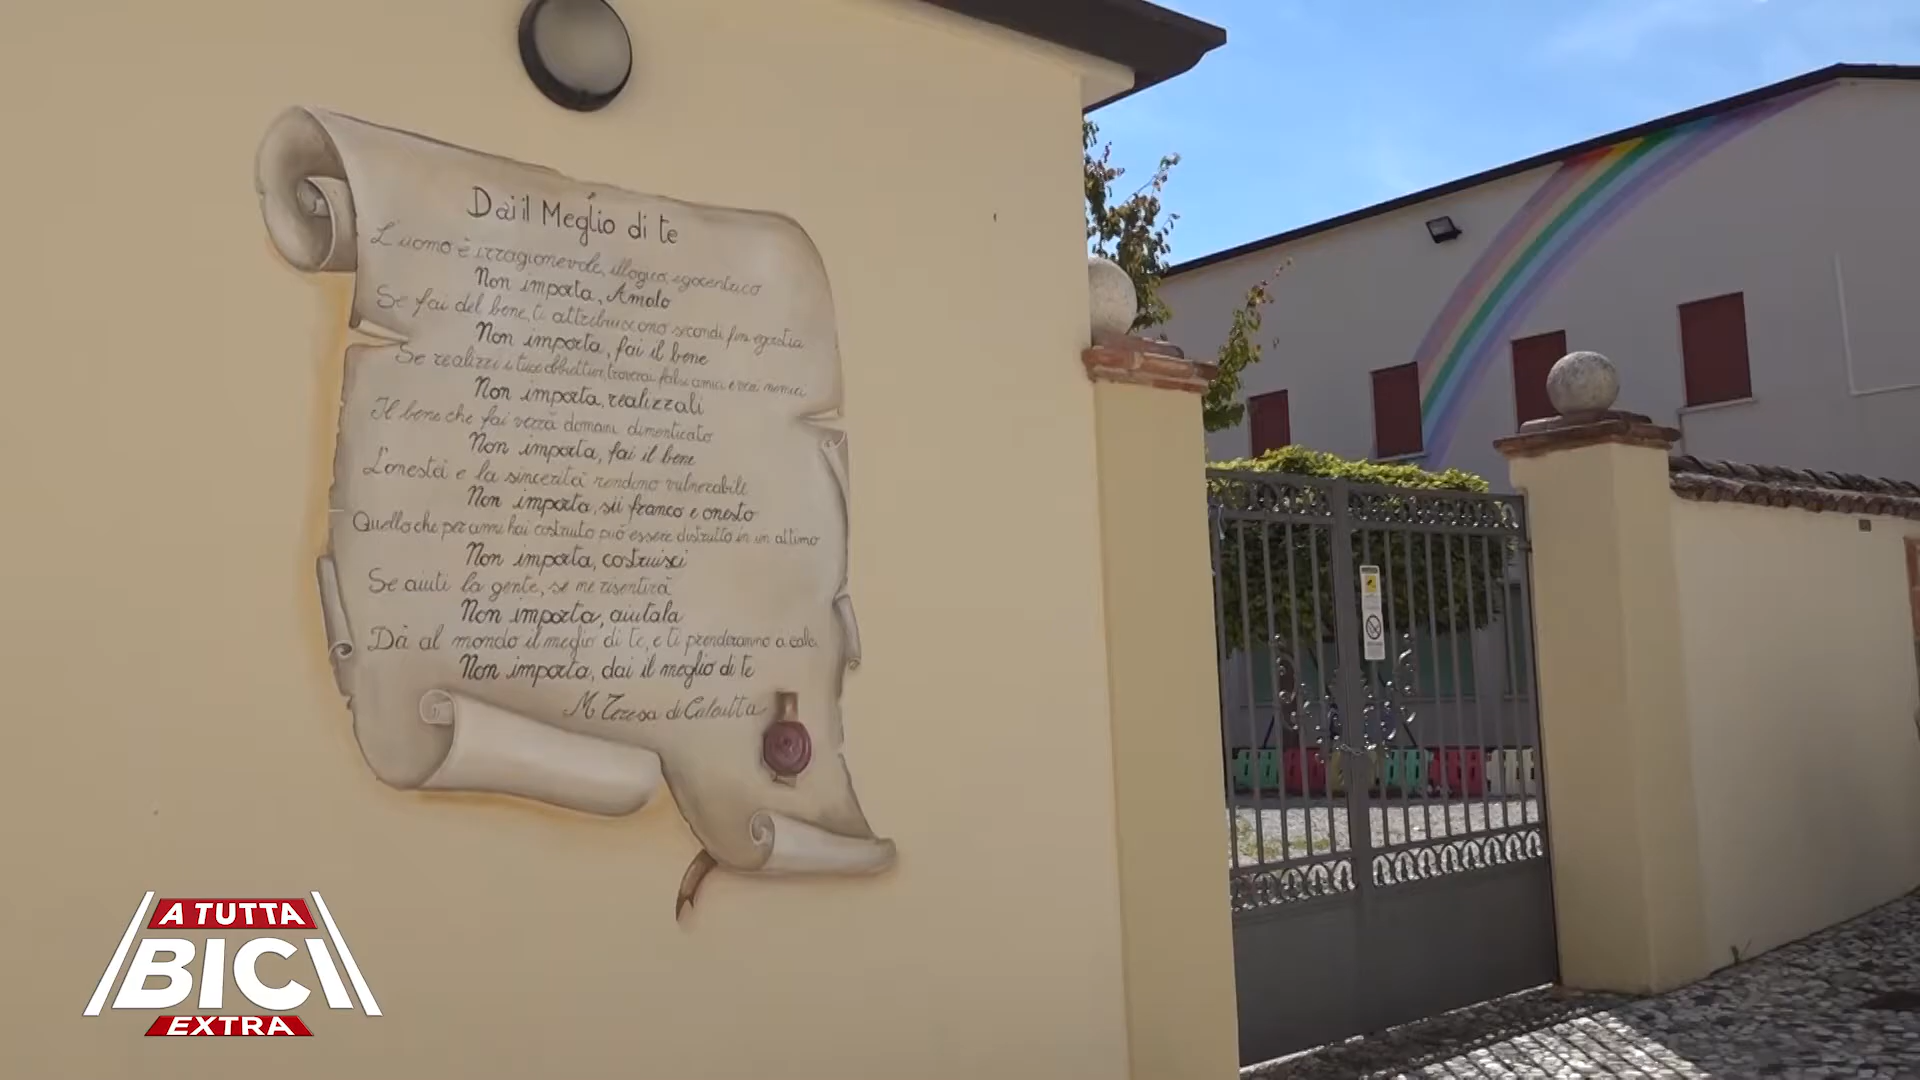 Dai il Meglio di te
L'uomo è irragionevole, illogico, egocentrico
Non importa, Amalo
Se fai del bene, ti attribuiscono secondi fini egoistici
Non importa, fai il bene
Se realizzi i tuoi obbiettivi, troverai falsi amici e veri nemici
Non importa, realizzali
Il bene che fai verrà domani dimenticato
Non importa, fai il bene
L'onestà e la sincerità rendono vulnerabile
Non importa, sii franco e onesto
Quello che per anni hai costruito può essere distrutto in un attimo
Non importa, costruisci
Se aiuti la gente, se ne risentirà
Non importa, aiutala
Dà al mondo il meglio di te, e ti prenderanno a calci
Non importa, dai il meglio di te
M Teresa di Calcutta
A TUTTA
BICI
EXTRA